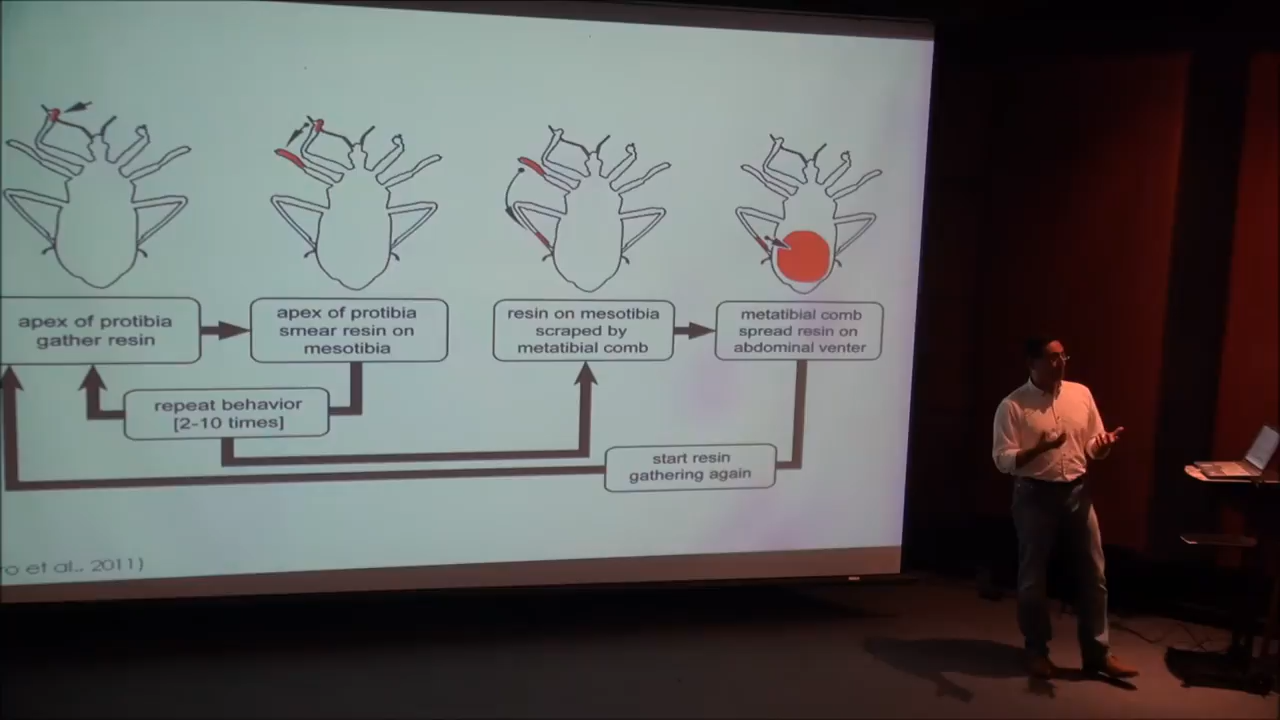 apex of protibia
gather resin
apex of protibia
smear resin on
mesotibia
resin on mesotibia
scraped by
metatibial comb
metatibial comb
spread resin on
abdominal venter
repeat behavior
[2-10 times]
start resin
gathering again
et al., 2011)